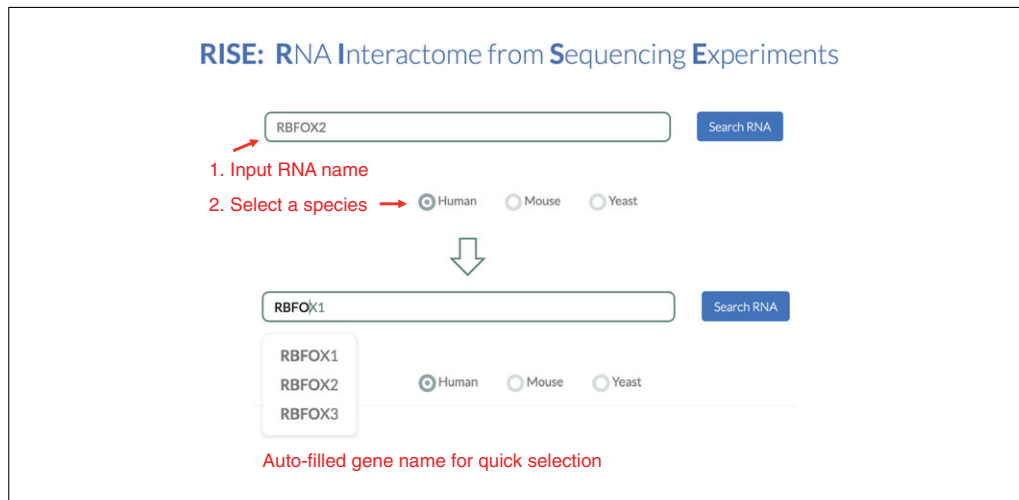 RISE: RNA Interactome from Sequencing Experiments
RBFOX2
Search RNA
1. Input RNA name
2. Select a species
Human
Mouse
Yeast
RBFOX1
Search RNA
RBFOX1
RBFOX2
RBFOX3
Human
Mouse
Yeast
Auto-filled gene name for quick selection